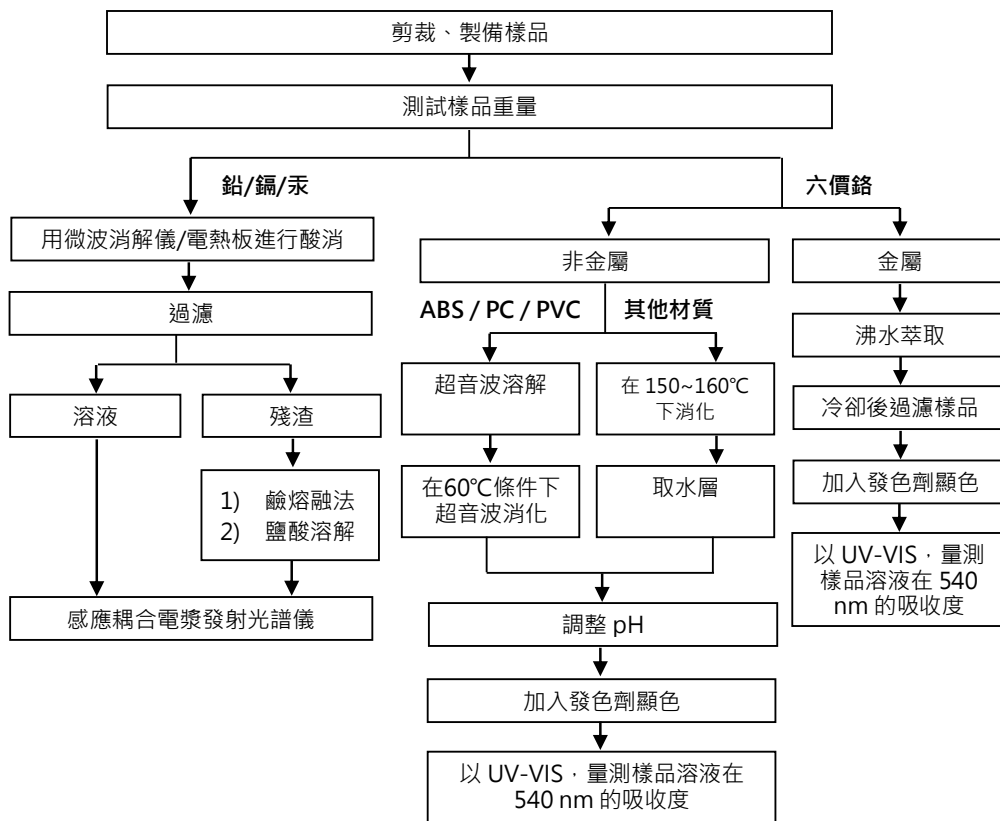 剪裁、製備樣品
測試樣品重量
鉛/鎘/汞
六價鉻
用微波消解儀/電熱板進行酸消
非金屬
金屬
過濾
ABS / PC / PVC
其他材質
沸水萃取
溶液
殘渣
超音波溶解
在 150~160℃
下消化
冷卻後過濾樣品
1) 鹼熔融法
2) 鹽酸溶解
在60℃條件下
超音波消化
取水層
加入發色劑顯色
以 UV-VIS，量測
樣品溶液在 540
nm 的吸收度
感應耦合電漿發射光譜儀
調整 pH
加入發色劑顯色
以 UV-VIS，量測樣品溶液在
540 nm 的吸收度